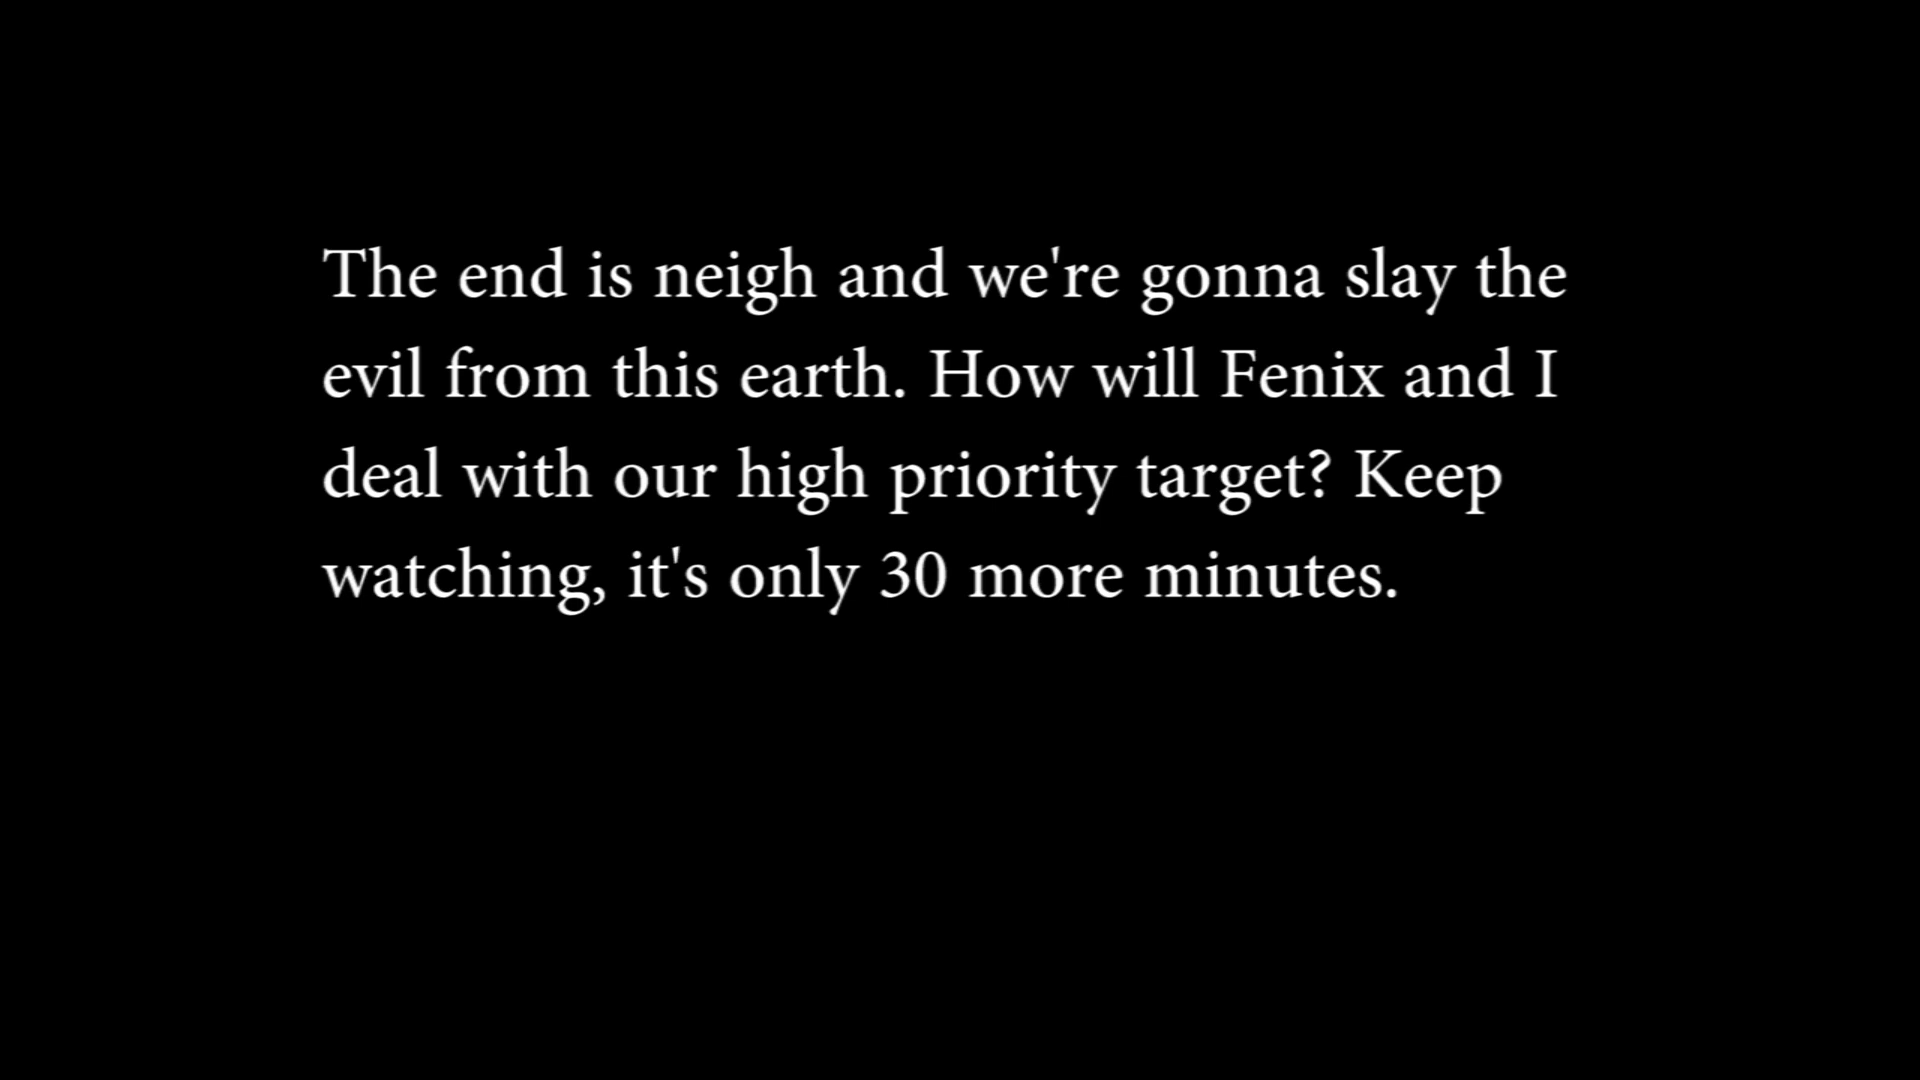 The end is neigh and we're gonna slay the
evil from this earth. How will Fenix and I
deal with our high priority target? Keep
watching, it's only 30 more minutes.